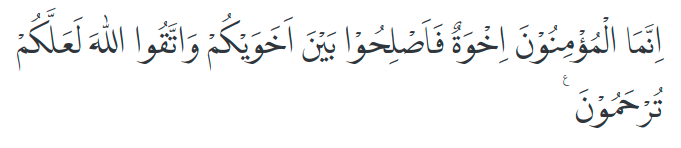 اِنَّمَا الْمُؤْمِنُوْنَ اِخْوَةٌ فَاَصْلِحُوْا بَيْنَ اَخَوَيْكُمْ وَاتَّقُوا اللّٰهَ لَعَلَّكُمْ
تُرْحَمُوْنَ ࣖ